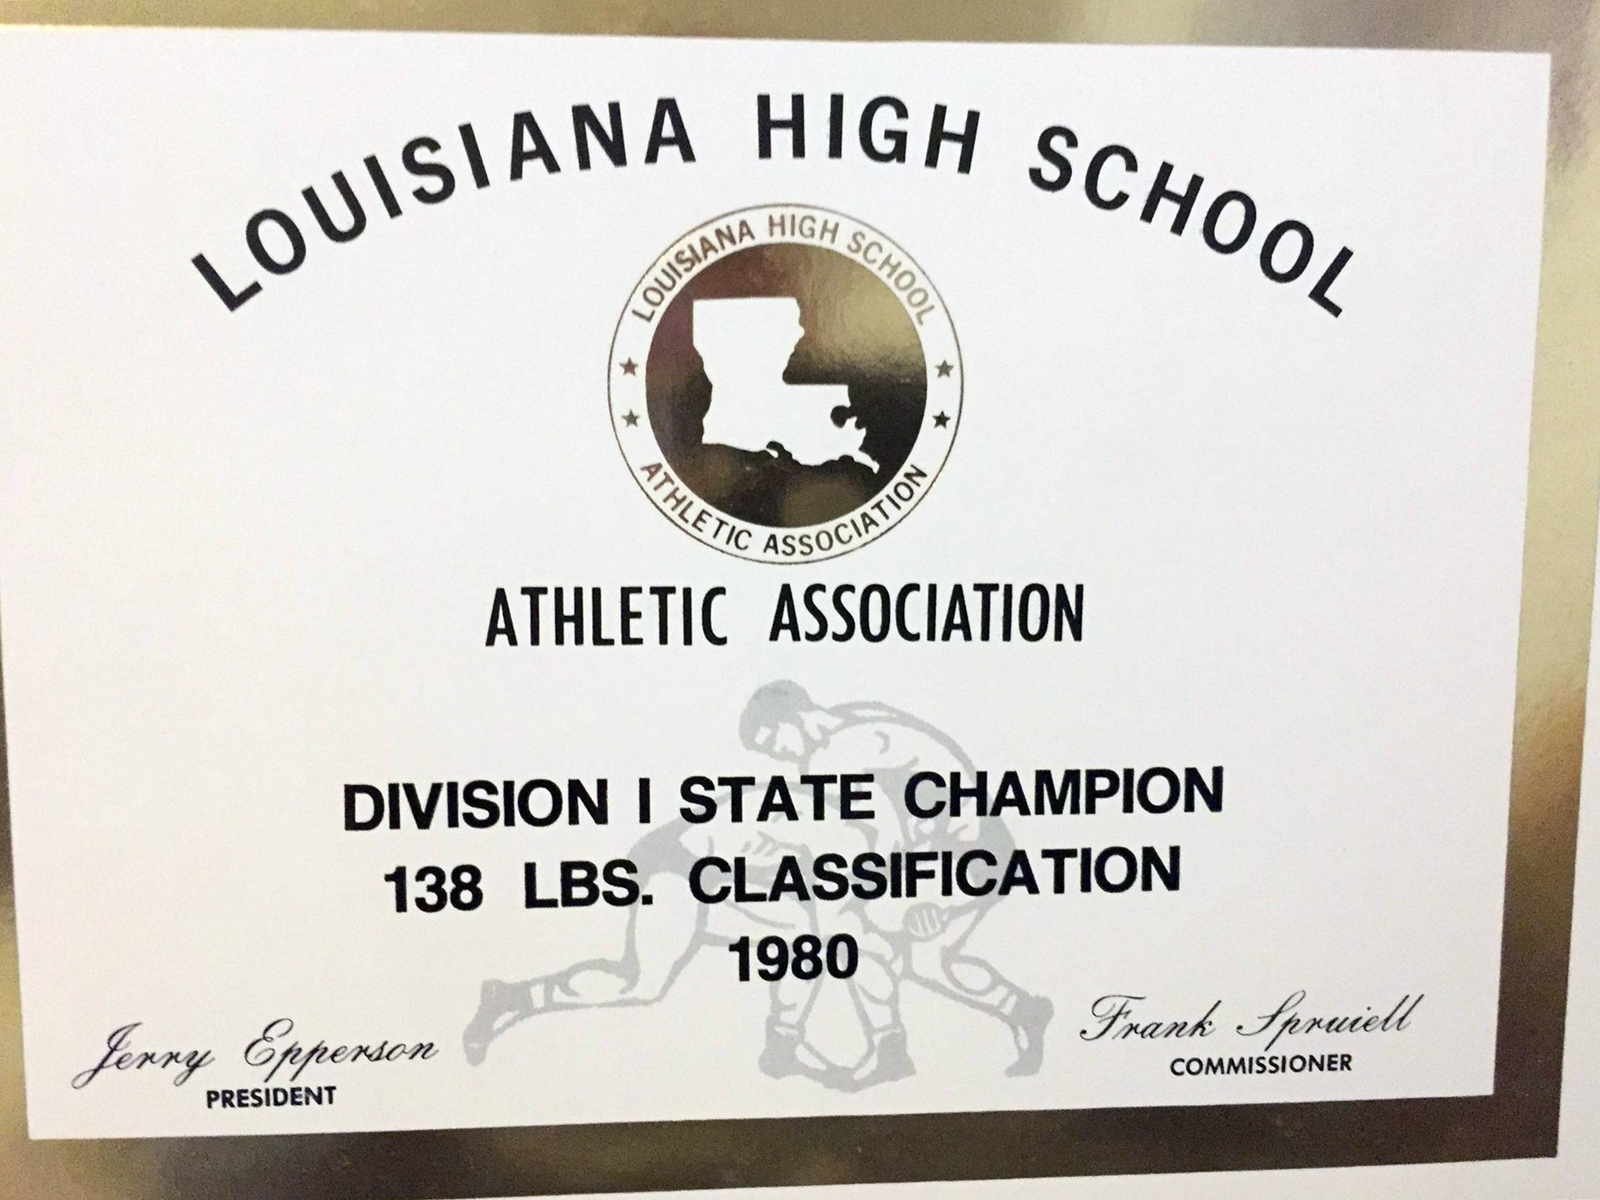 LOUISIANA HIGH SCHOOL
LOUISIANA HIGH SCHOOL
ATHLETIC ASSOCIATION
ATHLETIC ASSOCIATION
DIVISION I STATE CHAMPION
138 LBS. CLASSIFICATION
1980
Jerry Epperson
PRESIDENT
Frank Spruiell
COMMISSIONER